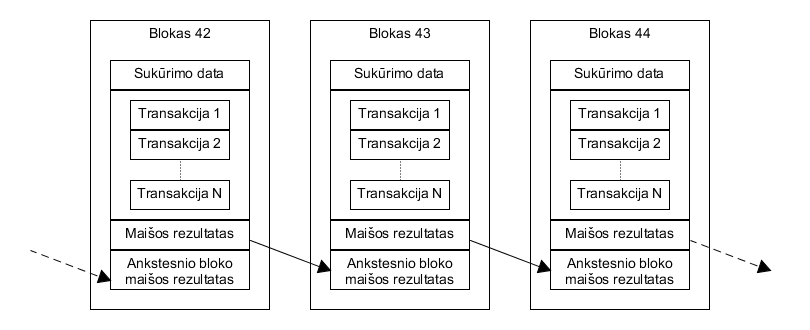 Blokas 42
Sukūrimo data
Transakcija 1
Transakcija 2
Transakcija N
Maišos rezultatas
Ankstesnio bloko
maišos rezultatas
Blokas 43
Sukūrimo data
Transakcija 1
Transakcija 2
Transakcija N
Maišos rezultatas
Ankstesnio bloko
maišos rezultatas
Blokas 44
Sukūrimo data
Transakcija 1
Transakcija 2
Transakcija N
Maišos rezultatas
Ankstesnio bloko
maišos rezultatas